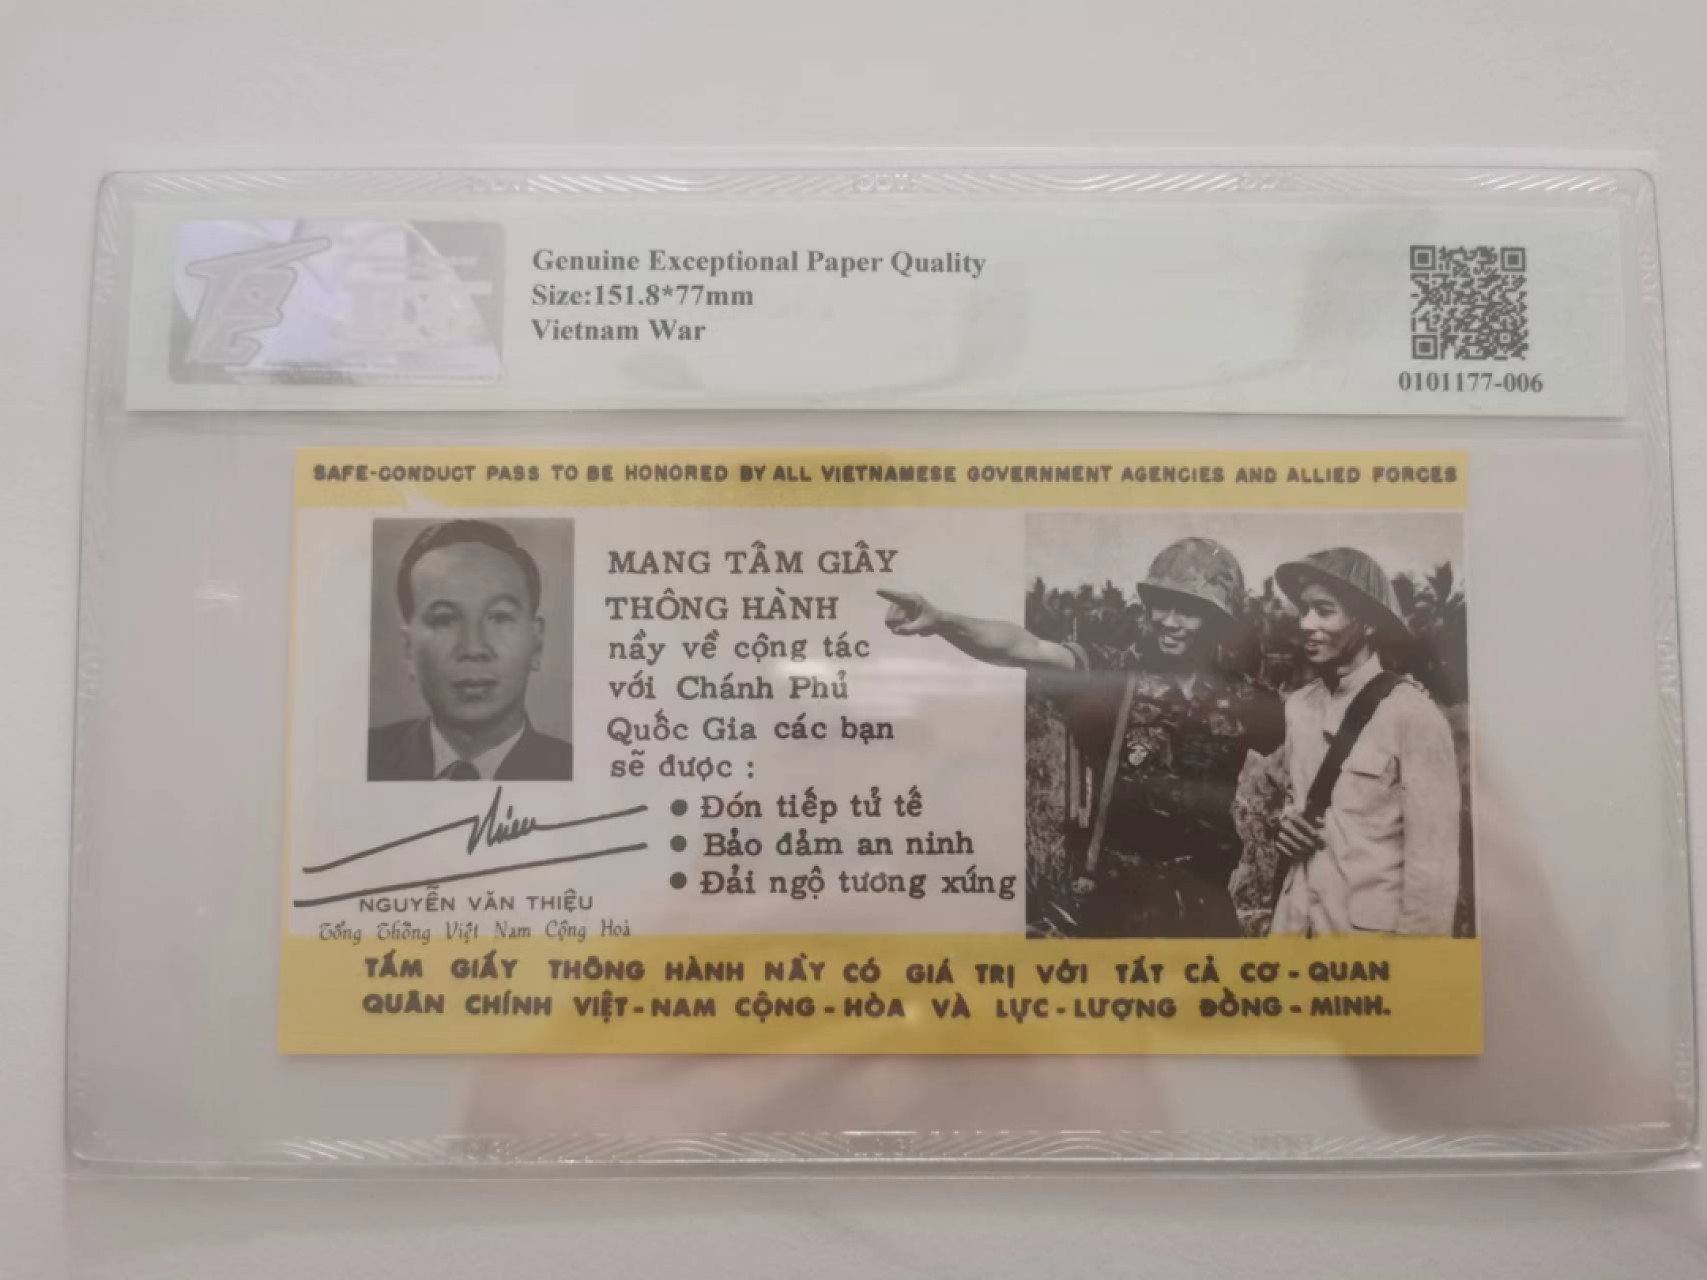 Genuine Exceptional Paper Quality
Size:151.8*77mm
Vietnam War
0101177-006
SAFE-CONDUCT PASS TO BE HONORED BY ALL VIETNAMESE GOVERNMENT AGENCIES AND ALLIED FORCES
MANG TẤM GIẤY
THÔNG HÀNH
nầy về cộng tác
với Chánh Phủ
Quốc Gia các bạn
sẽ được :
● Đón tiếp tử tế
● Bảo đảm an ninh
● Đải ngộ tương xứng
NGUYỄN VĂN THIỆU
Tổng Thống Việt Nam Cộng Hoà
TẤM GIẤY THÔNG HÀNH NẦY CÓ GIÁ TRỊ VỚI TẤT CẢ CƠ - QUAN
QUÂN CHÍNH VIỆT - NAM CỘNG - HÒA VÀ LỰC - LƯỢNG ĐỒNG - MINH.